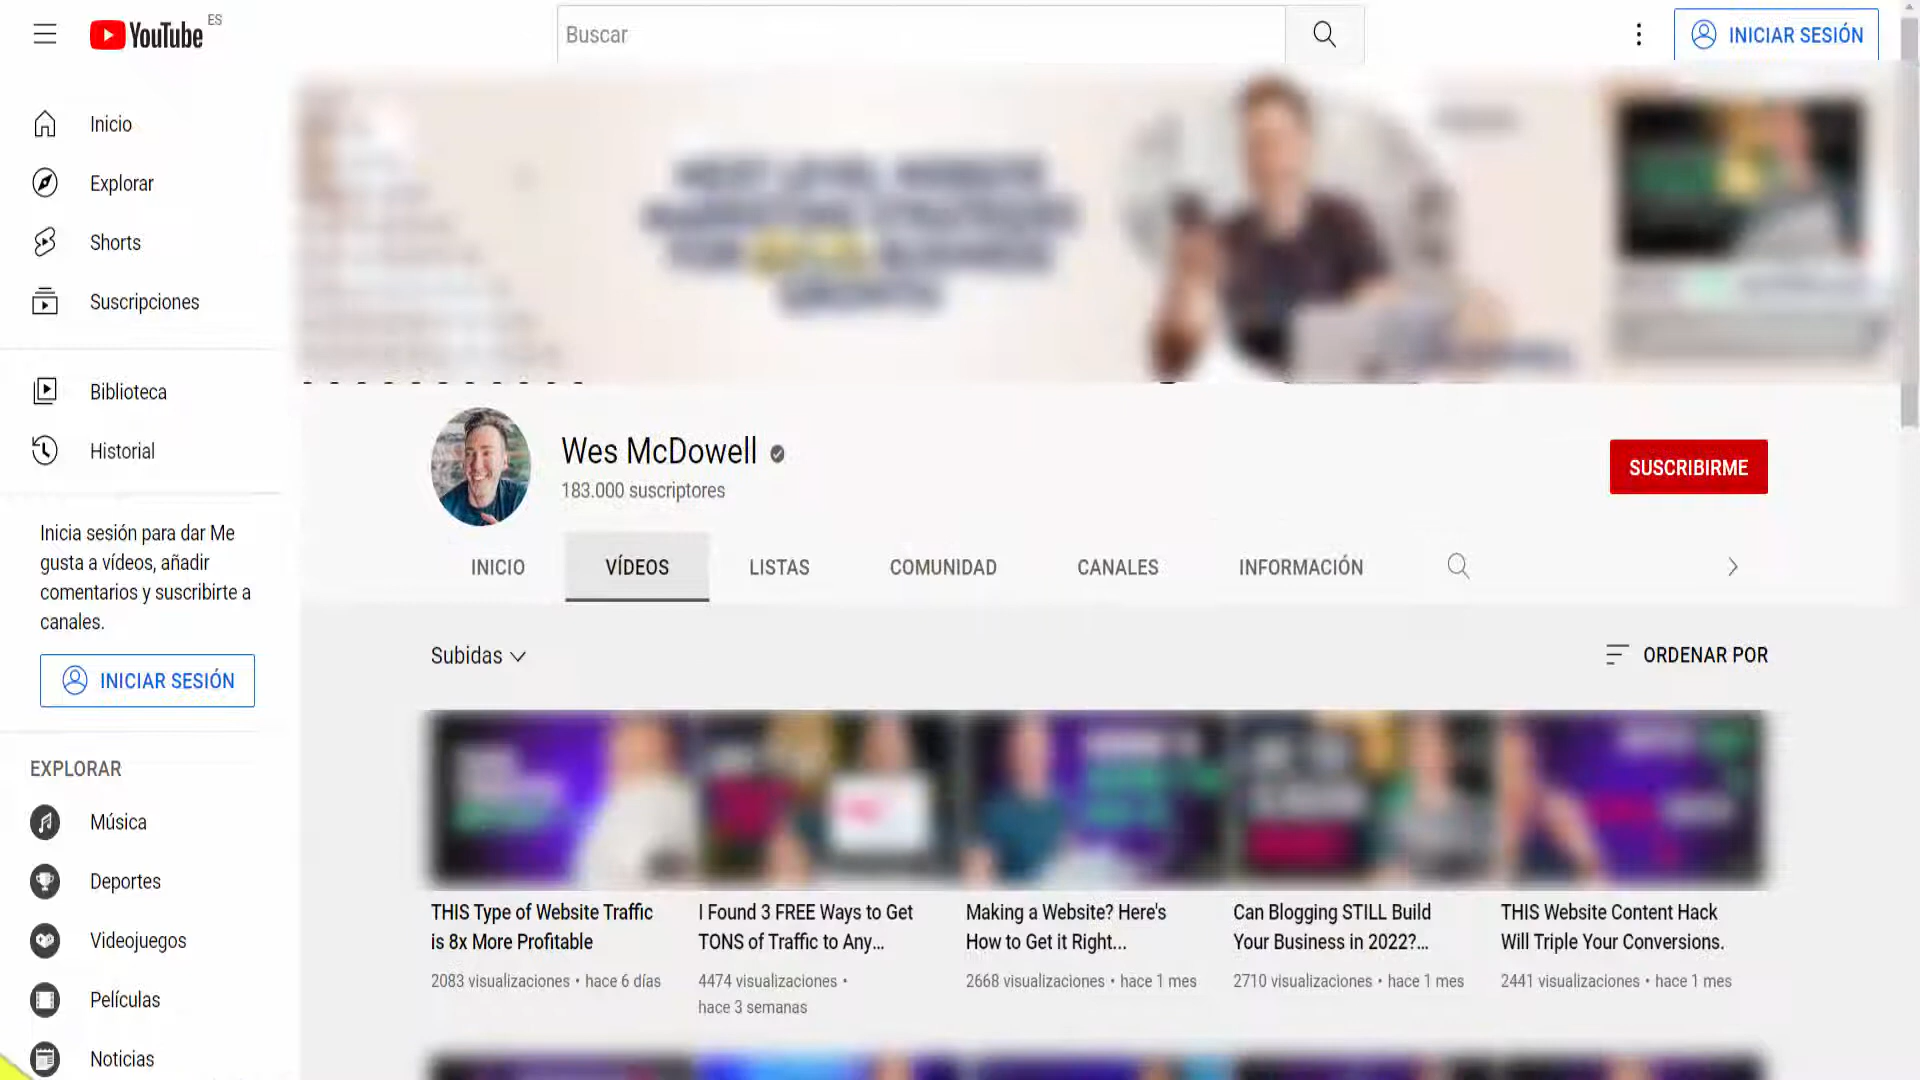 YouTube ES
Buscar
INICIAR SESIÓN
Inicio
Explorar
Shorts
Suscripciones
Biblioteca
Historial
Inicia sesión para dar Me
gusta a vídeos, añadir
comentarios y suscribirte a
canales.
INICIAR SESIÓN
EXPLORAR
Música
Deportes
Videojuegos
Películas
Noticias
Wes McDowell
183.000 suscriptores
SUSCRIBIRME
INICIO
VÍDEOS
LISTAS
COMUNIDAD
CANALES
INFORMACIÓN
Subidas
ORDENAR POR
THIS Type of Website Traffic
is 8x More Profitable
2083 visualizaciones • hace 6 días
I Found 3 FREE Ways to Get
TONS of Traffic to Any...
4474 visualizaciones •
hace 3 semanas
Making a Website? Here's
How to Get it Right...
2668 visualizaciones • hace 1 mes
Can Blogging STILL Build
Your Business in 2022?...
2710 visualizaciones • hace 1 mes
THIS Website Content Hack
Will Triple Your Conversions.
2441 visualizaciones • hace 1 mes